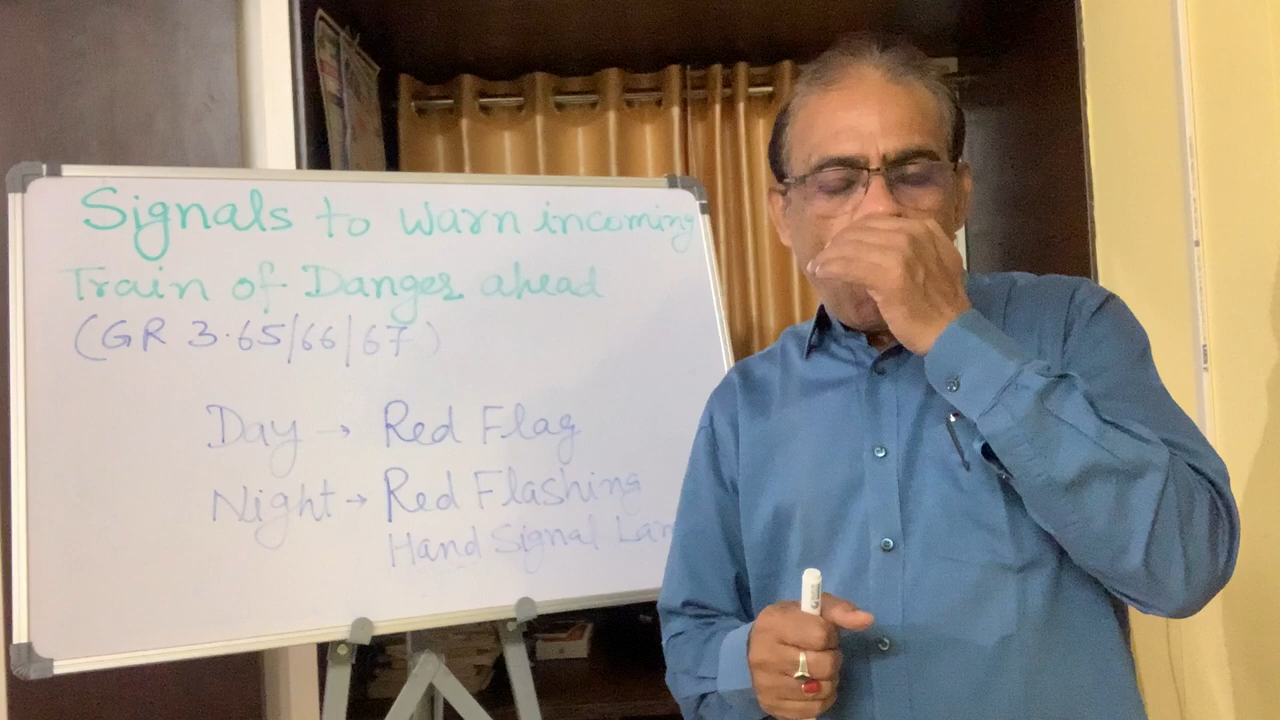 Signals to warn incoming
Train of Danger ahead
(GR 3.65/66/67)
Day → Red Flag
Night → Red Flashing
Hand Signal